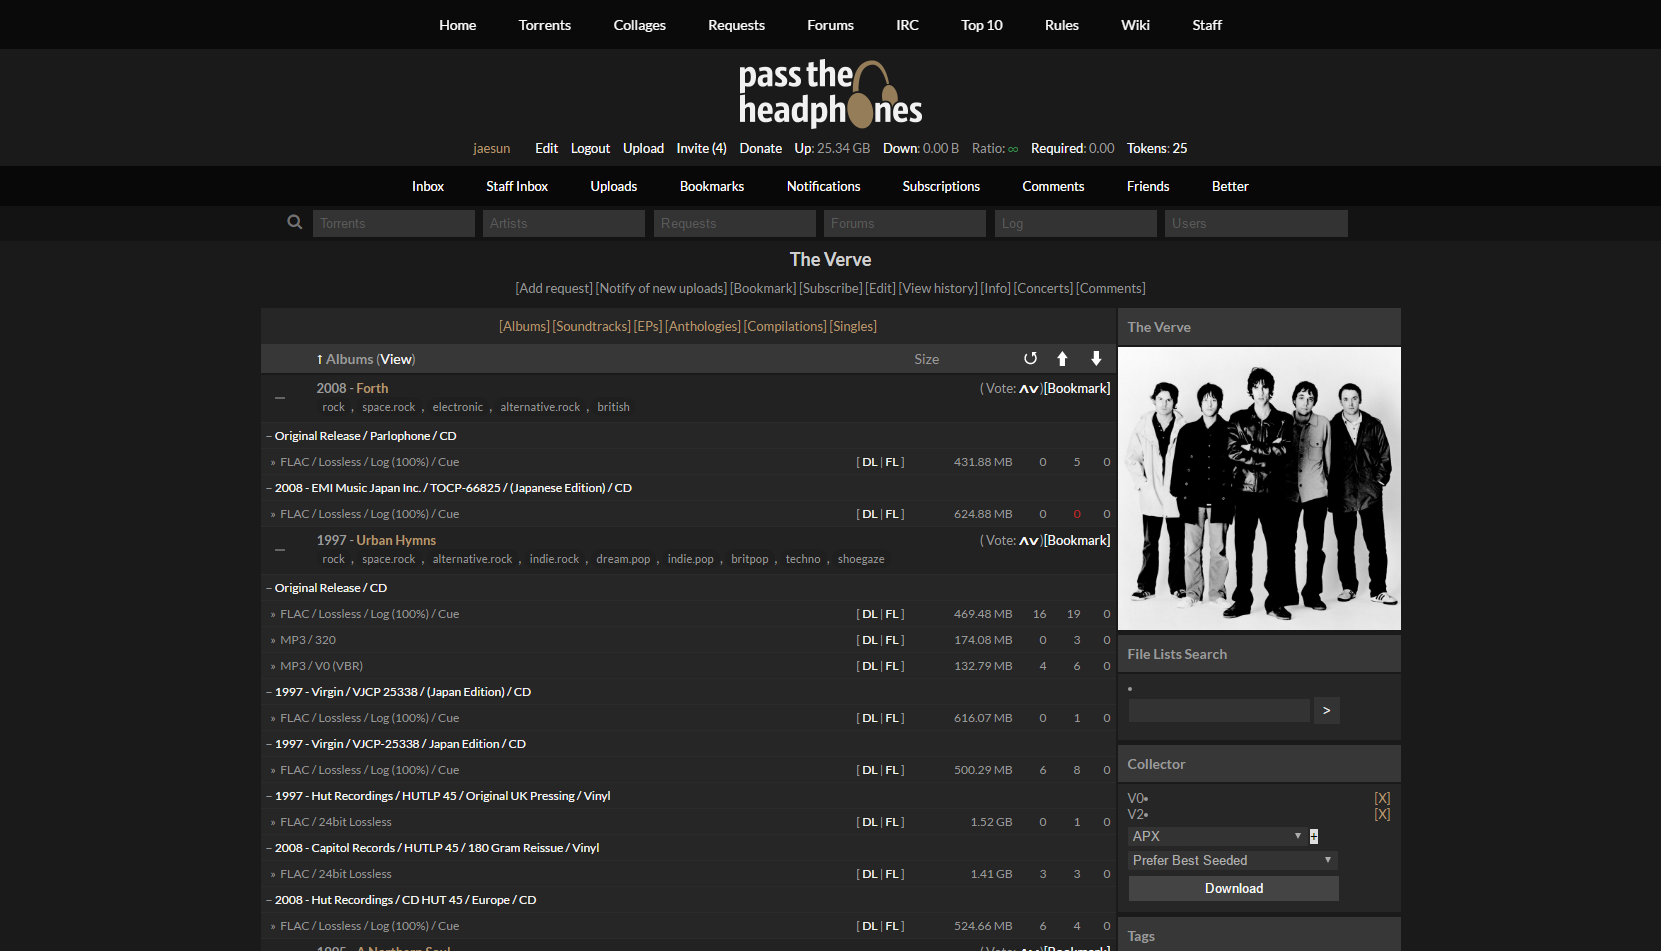 Home Torrents Collages Requests Forums IRC Top 10 Rules Wiki Staff
pass the
headphones
jaesun Edit Logout Upload Invite (4) Donate Up: 25.34 GB Down: 0.00 B Ratio: ∞ Required: 0.00 Tokens: 25
Inbox Staff Inbox Uploads Bookmarks Notifications Subscriptions Comments Friends Better
Torrents Artists Requests Forums Log Users
The Verve
[Add request] [Notify of new uploads] [Bookmark] [Subscribe] [Edit] [View history] [Info] [Concerts] [Comments]
[Albums] [Soundtracks] [EPs] [Anthologies] [Compilations] [Singles]
↑ Albums (View) Size
2008 - Forth (Vote: ʌv) [Bookmark]
rock , space.rock , electronic , alternative.rock , british
– Original Release / Parlophone / CD
» FLAC / Lossless / Log (100%) / Cue [ DL | FL ] 431.88 MB 0 5 0
– 2008 - EMI Music Japan Inc. / TOCP-66825 / (Japanese Edition) / CD
» FLAC / Lossless / Log (100%) / Cue [ DL | FL ] 624.88 MB 0 0 0
1997 - Urban Hymns (Vote: ʌv) [Bookmark]
rock , space.rock , alternative.rock , indie.rock , dream.pop , indie.pop , britpop , techno , shoegaze
– Original Release / CD
» FLAC / Lossless / Log (100%) / Cue [ DL | FL ] 469.48 MB 16 19 0
» MP3 / 320 [ DL | FL ] 174.08 MB 0 3 0
» MP3 / V0 (VBR) [ DL | FL ] 132.79 MB 4 6 0
– 1997 - Virgin / VJCP 25338 / (Japan Edition) / CD
» FLAC / Lossless / Log (100%) / Cue [ DL | FL ] 616.07 MB 0 1 0
– 1997 - Virgin / VJCP-25338 / Japan Edition / CD
» FLAC / Lossless / Log (100%) / Cue [ DL | FL ] 500.29 MB 6 8 0
– 1997 - Hut Recordings / HUTLP 45 / Original UK Pressing / Vinyl
» FLAC / 24bit Lossless [ DL | FL ] 1.52 GB 0 1 0
– 2008 - Capitol Records / HUTLP 45 / 180 Gram Reissue / Vinyl
» FLAC / 24bit Lossless [ DL | FL ] 1.41 GB 3 3 0
– 2008 - Hut Recordings / CD HUT 45 / Europe / CD
» FLAC / Lossless / Log (100%) / Cue [ DL | FL ] 524.66 MB 6 4 0
1995 - A Northern Soul (Vote: ʌv) [Bookmark]
The Verve
File Lists Search
>
Collector
V0• [X]
V2• [X]
APX +
Prefer Best Seeded
Download
Tags